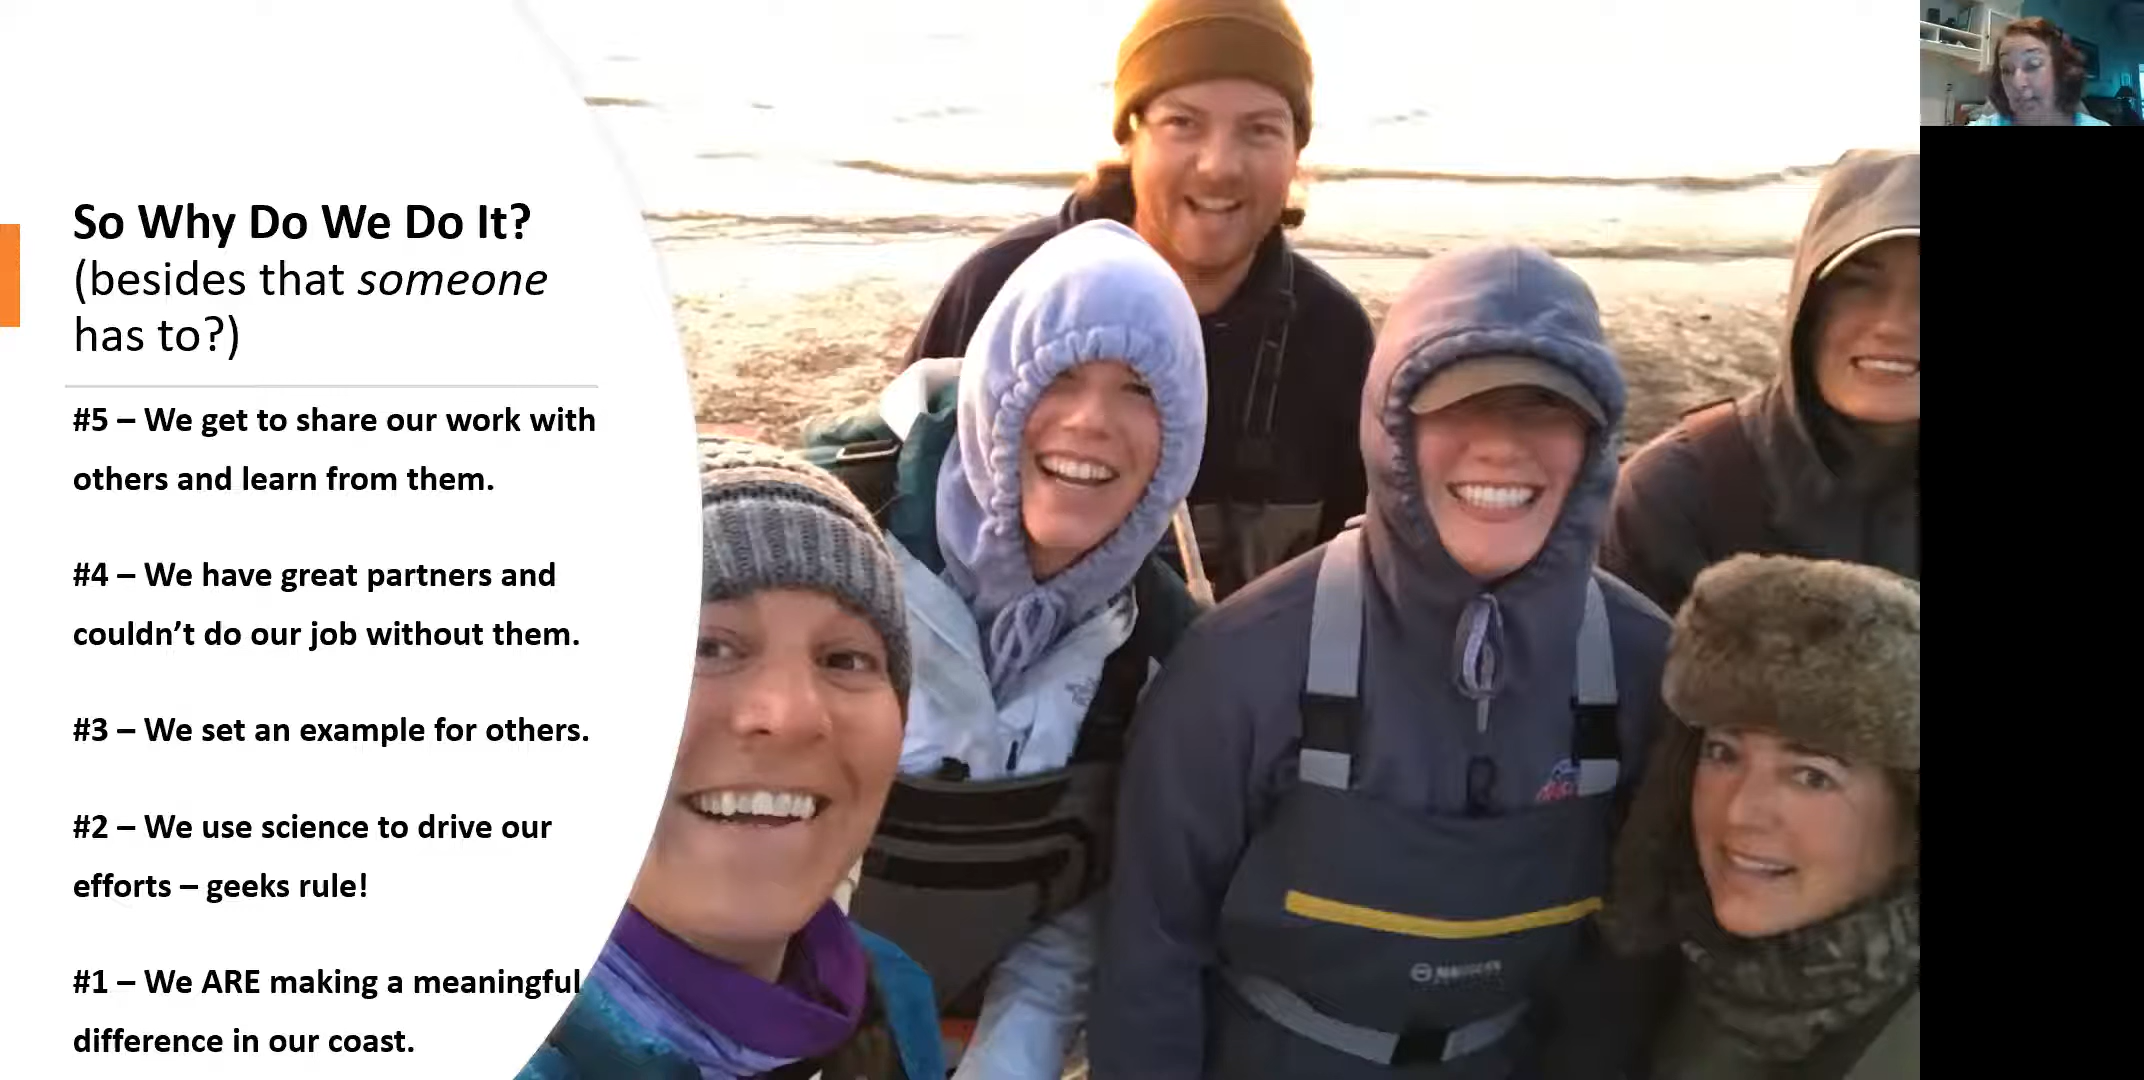 So Why Do We Do It?
(besides that someone
has to?)
#5 – We get to share our work with
others and learn from them.
#4 – We have great partners and
couldn’t do our job without them.
#3 – We set an example for others.
#2 – We use science to drive our
efforts – geeks rule!
#1 – We ARE making a meaningful
difference in our coast.